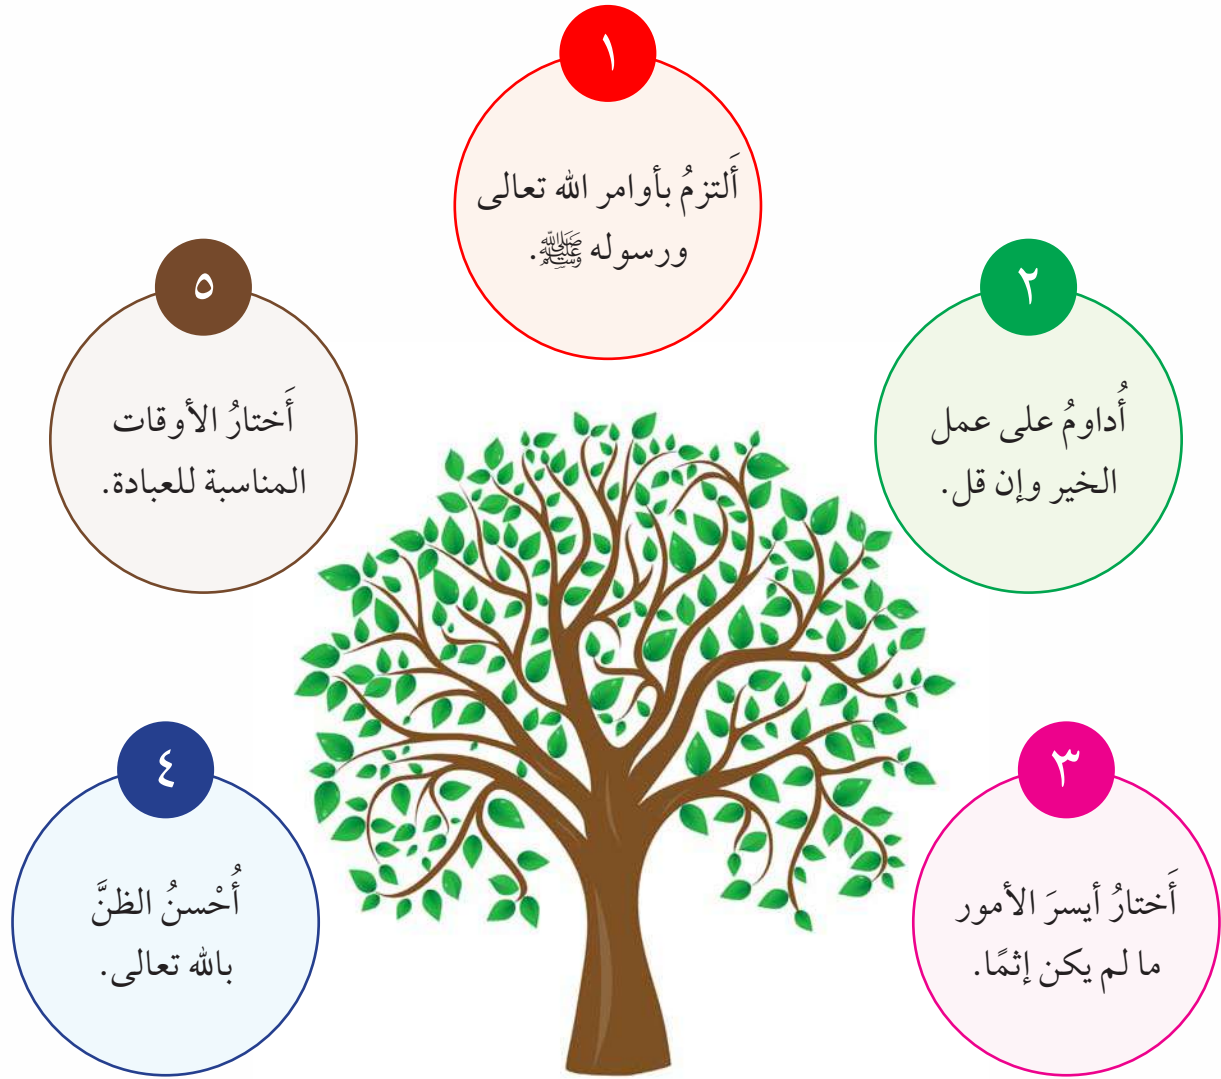 ١
أَلتزمُ بأوامر الله تعالى
ورسوله ﷺ.
٢
أُداومُ على عمل
الخير وإن قل.
٣
أَختارُ أيسرَ الأمور
ما لم يكن إثمًا.
٤
أُحْسنُ الظنَّ
بالله تعالى.
٥
أَختارُ الأوقات
المناسبة للعبادة.